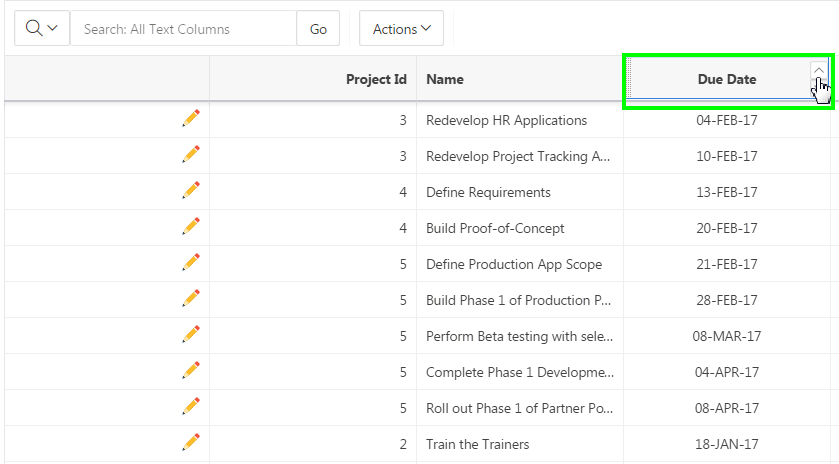 Search: All Text Columns Go Actions
Project Id Name Due Date
3 Redevelop HR Applications 04-FEB-17
3 Redevelop Project Tracking A... 10-FEB-17
4 Define Requirements 13-FEB-17
4 Build Proof-of-Concept 20-FEB-17
5 Define Production App Scope 21-FEB-17
5 Build Phase 1 of Production P... 28-FEB-17
5 Perform Beta testing with sele... 08-MAR-17
5 Complete Phase 1 Developme... 04-APR-17
5 Roll out Phase 1 of Partner Po... 08-APR-17
2 Train the Trainers 18-JAN-17